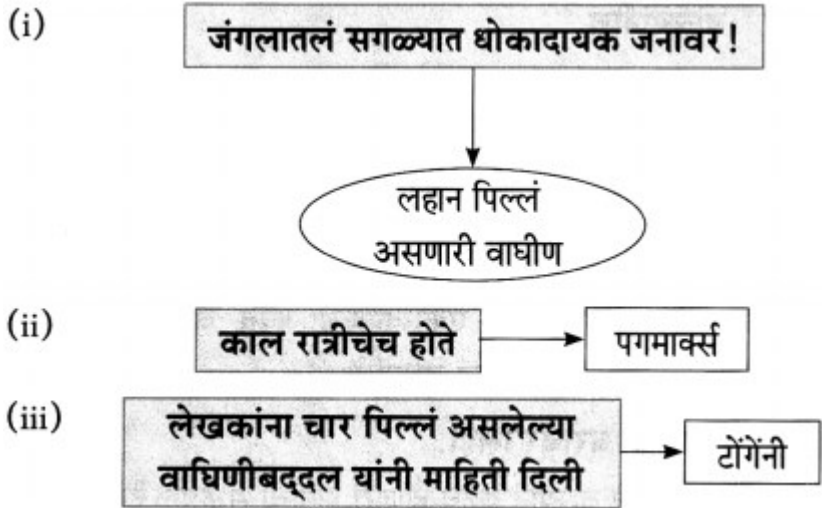 (i)
जंगलातलं सगळ्यात धोकादायक जनावर!
लहान पिल्लं
असणारी वाघीण
(ii)
काल रात्रीचेच होते
पगमार्क्स
(iii)
लेखकांना चार पिल्लं असलेल्या
वाघिणीबद्दल यांनी माहिती दिली
टोंगेंनी